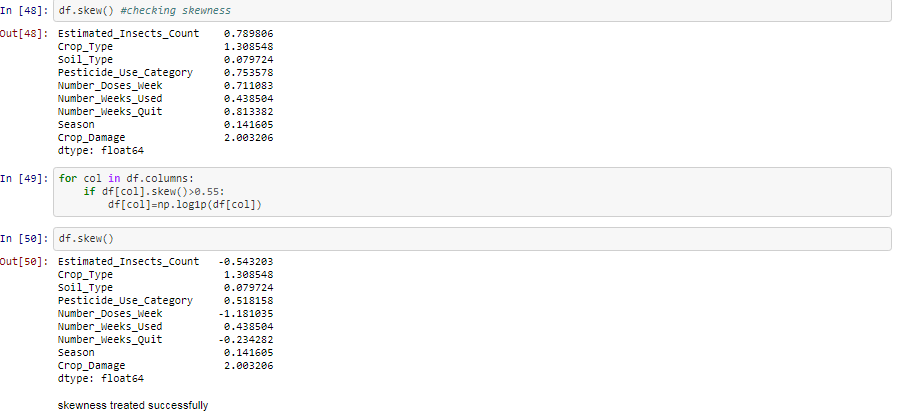 In [48]: df.skew() #checking skewness
Out[48]: Estimated_Insects_Count 0.789806
Crop_Type 1.308548
Soil_Type 0.079724
Pesticide_Use_Category 0.753578
Number_Doses_Week 0.711083
Number_Weeks_Used 0.438504
Number_Weeks_Quit 0.813382
Season 0.141605
Crop_Damage 2.003206
dtype: float64
In [49]: for col in df.columns:
if df[col].skew()>0.55:
df[col]=np.log1p(df[col])
In [50]: df.skew()
Out[50]: Estimated_Insects_Count -0.543203
Crop_Type 1.308548
Soil_Type 0.079724
Pesticide_Use_Category 0.518158
Number_Doses_Week -1.181035
Number_Weeks_Used 0.438504
Number_Weeks_Quit -0.234282
Season 0.141605
Crop_Damage 2.003206
dtype: float64
skewness treated successfully